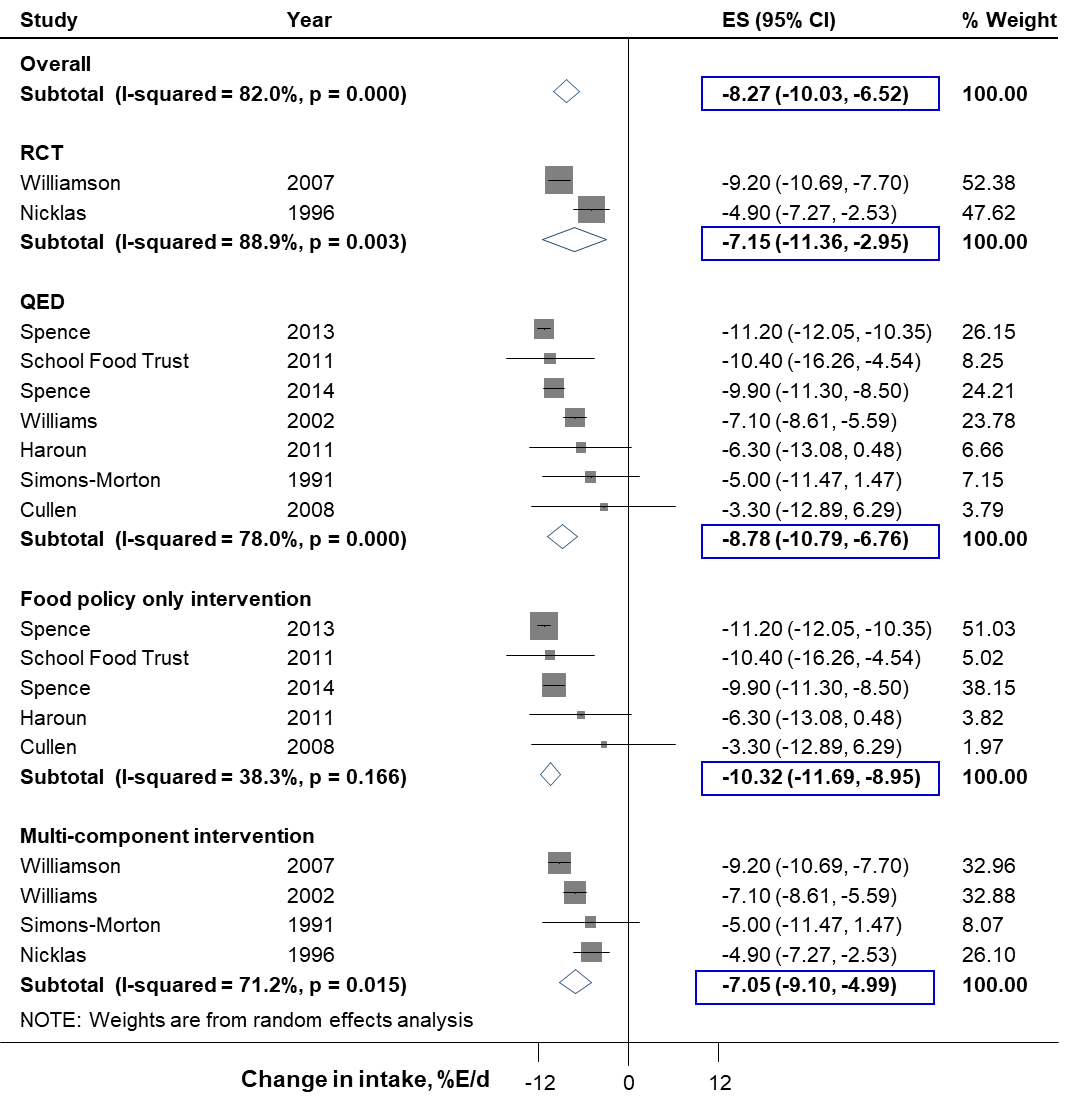 Study Year ES (95% CI) % Weight
Overall
Subtotal (I-squared = 82.0%, p = 0.000) -8.27 (-10.03, -6.52) 100.00
RCT
Williamson 2007 -9.20 (-10.69, -7.70) 52.38
Nicklas 1996 -4.90 (-7.27, -2.53) 47.62
Subtotal (I-squared = 88.9%, p = 0.003) -7.15 (-11.36, -2.95) 100.00
QED
Spence 2013 -11.20 (-12.05, -10.35) 26.15
School Food Trust 2011 -10.40 (-16.26, -4.54) 8.25
Spence 2014 -9.90 (-11.30, -8.50) 24.21
Williams 2002 -7.10 (-8.61, -5.59) 23.78
Haroun 2011 -6.30 (-13.08, 0.48) 6.66
Simons-Morton 1991 -5.00 (-11.47, 1.47) 7.15
Cullen 2008 -3.30 (-12.89, 6.29) 3.79
Subtotal (I-squared = 78.0%, p = 0.000) -8.78 (-10.79, -6.76) 100.00
Food policy only intervention
Spence 2013 -11.20 (-12.05, -10.35) 51.03
School Food Trust 2011 -10.40 (-16.26, -4.54) 5.02
Spence 2014 -9.90 (-11.30, -8.50) 38.15
Haroun 2011 -6.30 (-13.08, 0.48) 3.82
Cullen 2008 -3.30 (-12.89, 6.29) 1.97
Subtotal (I-squared = 38.3%, p = 0.166) -10.32 (-11.69, -8.95) 100.00
Multi-component intervention
Williamson 2007 -9.20 (-10.69, -7.70) 32.96
Williams 2002 -7.10 (-8.61, -5.59) 32.88
Simons-Morton 1991 -5.00 (-11.47, 1.47) 8.07
Nicklas 1996 -4.90 (-7.27, -2.53) 26.10
Subtotal (I-squared = 71.2%, p = 0.015) -7.05 (-9.10, -4.99) 100.00
NOTE: Weights are from random effects analysis
Change in intake, %E/d -12 0 12